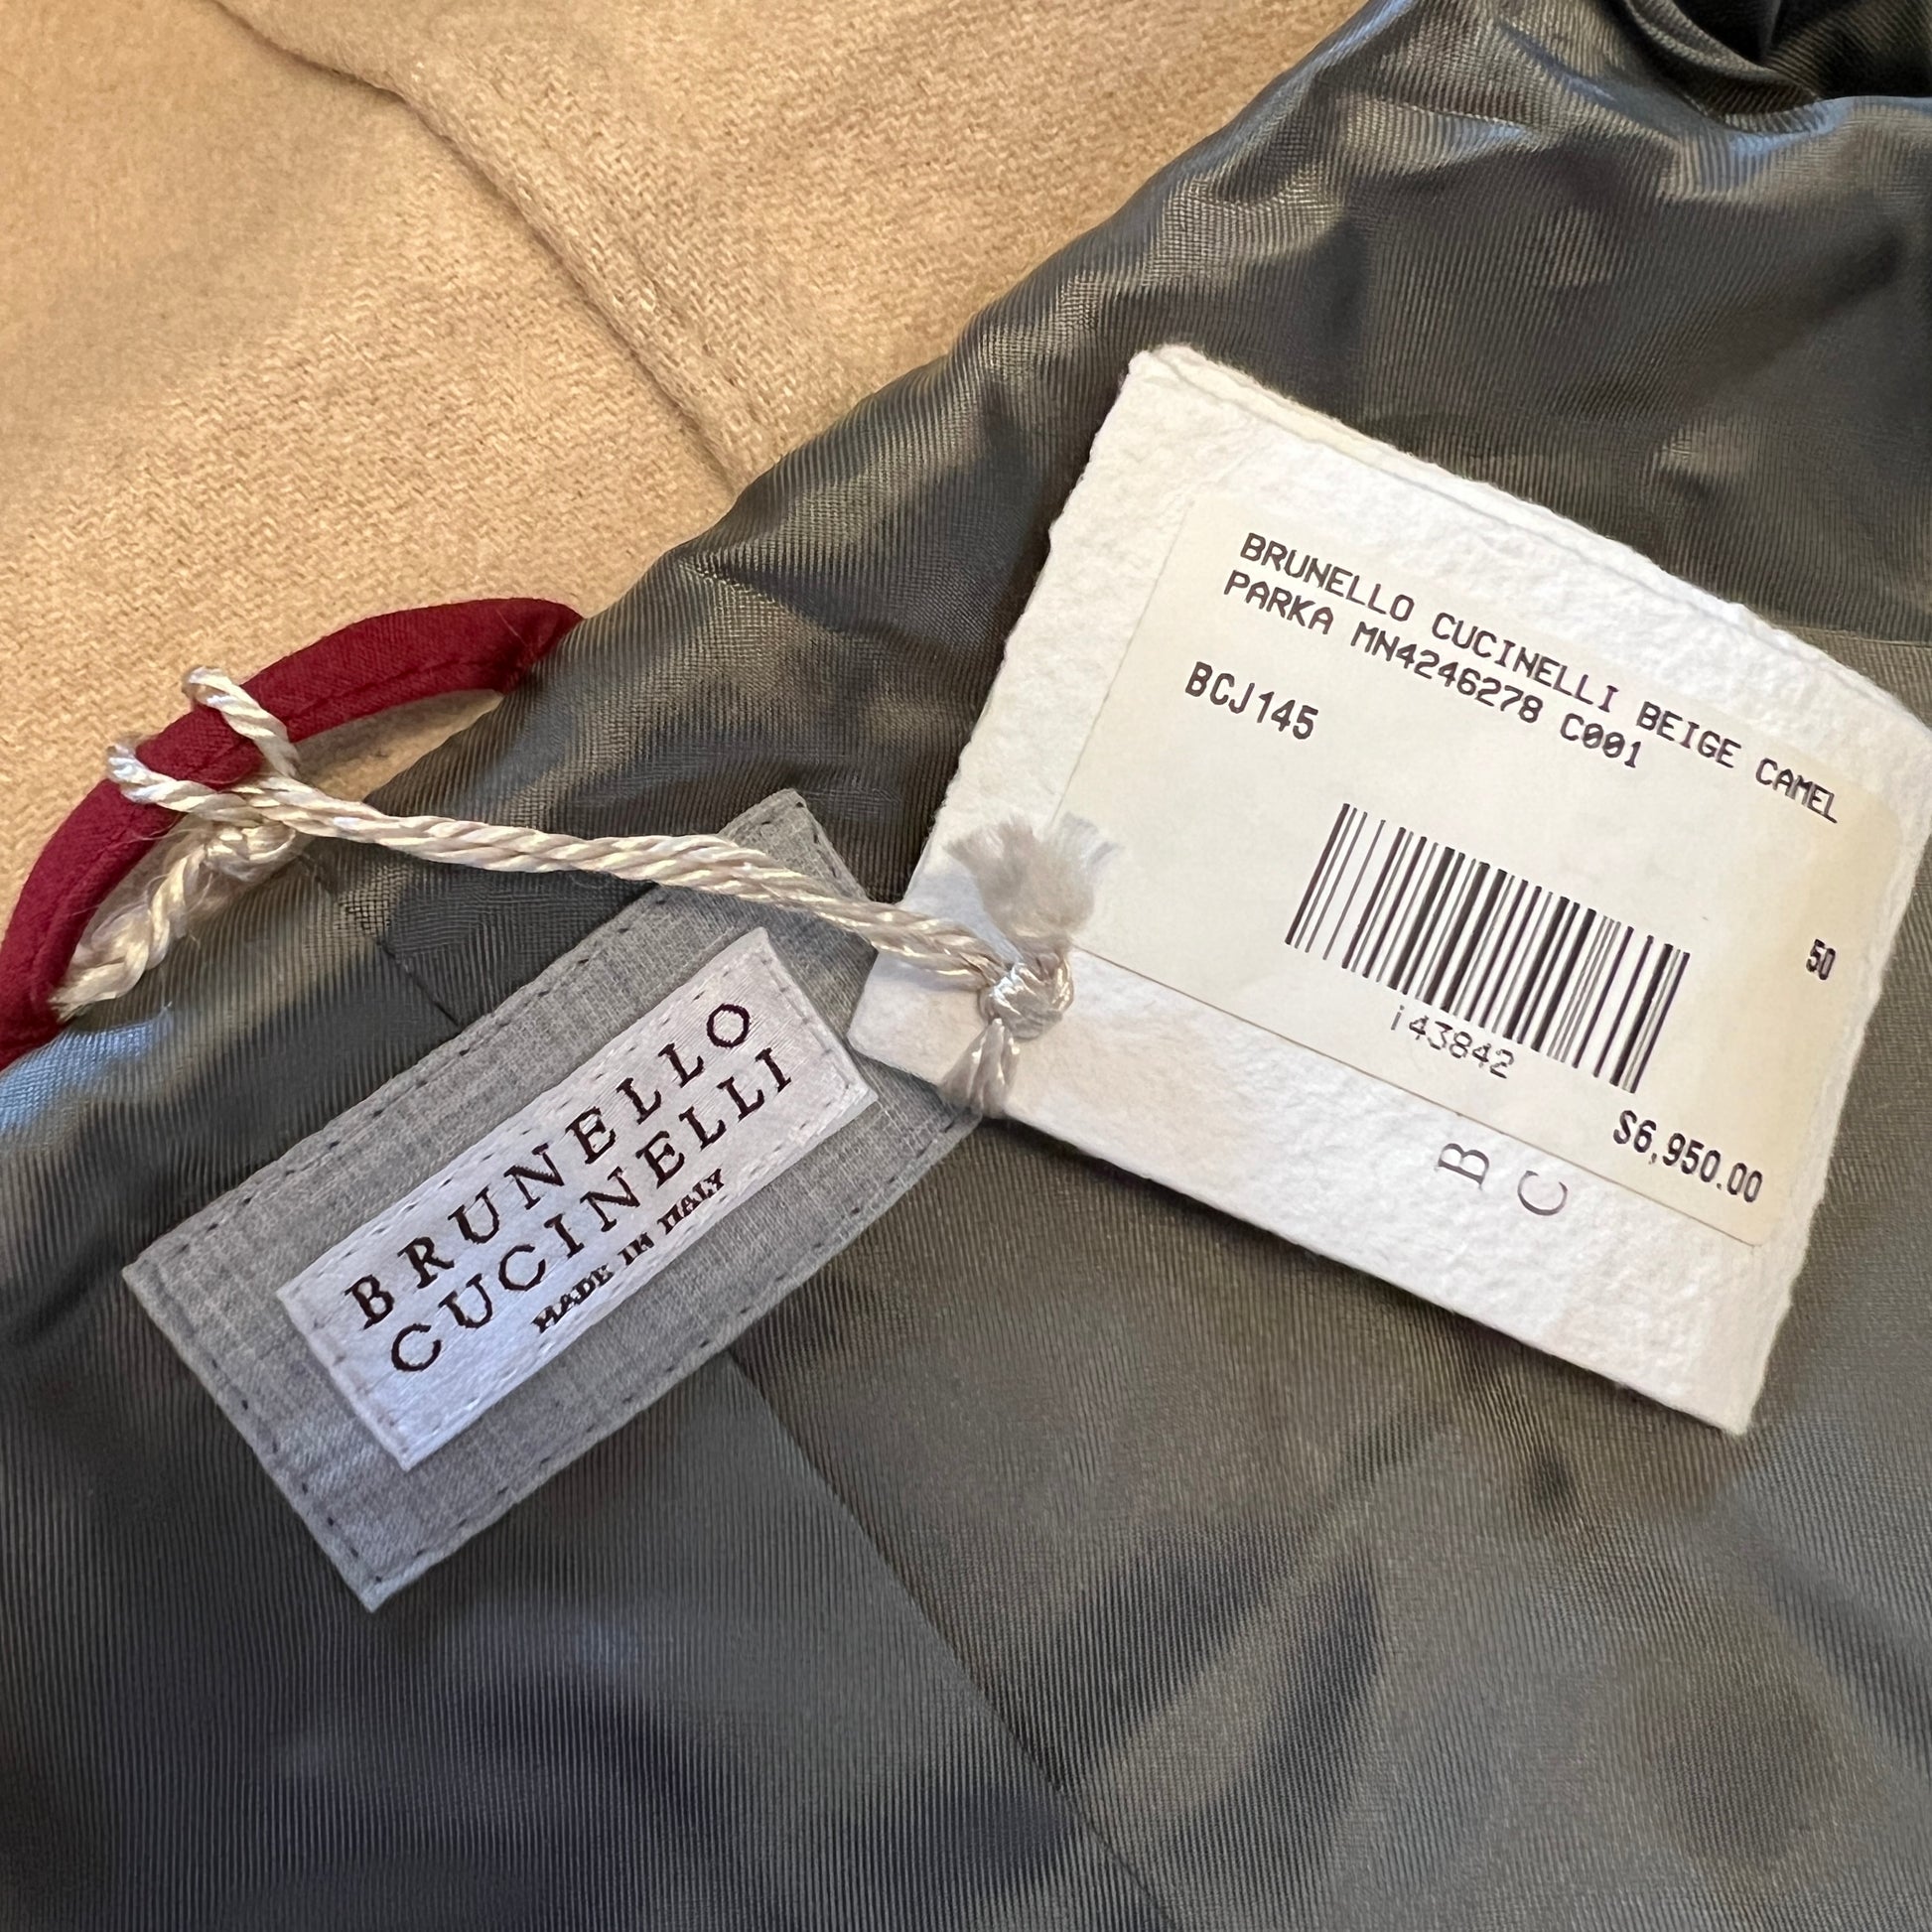 BRUNELLO CUCINELLI BEIGE CAMEL
PARKA MN4246278 C001
BCJ145
50
i43842
$6,950.00
B
C
BRUNELLO
CUCINELLI
MADE IN ITALY